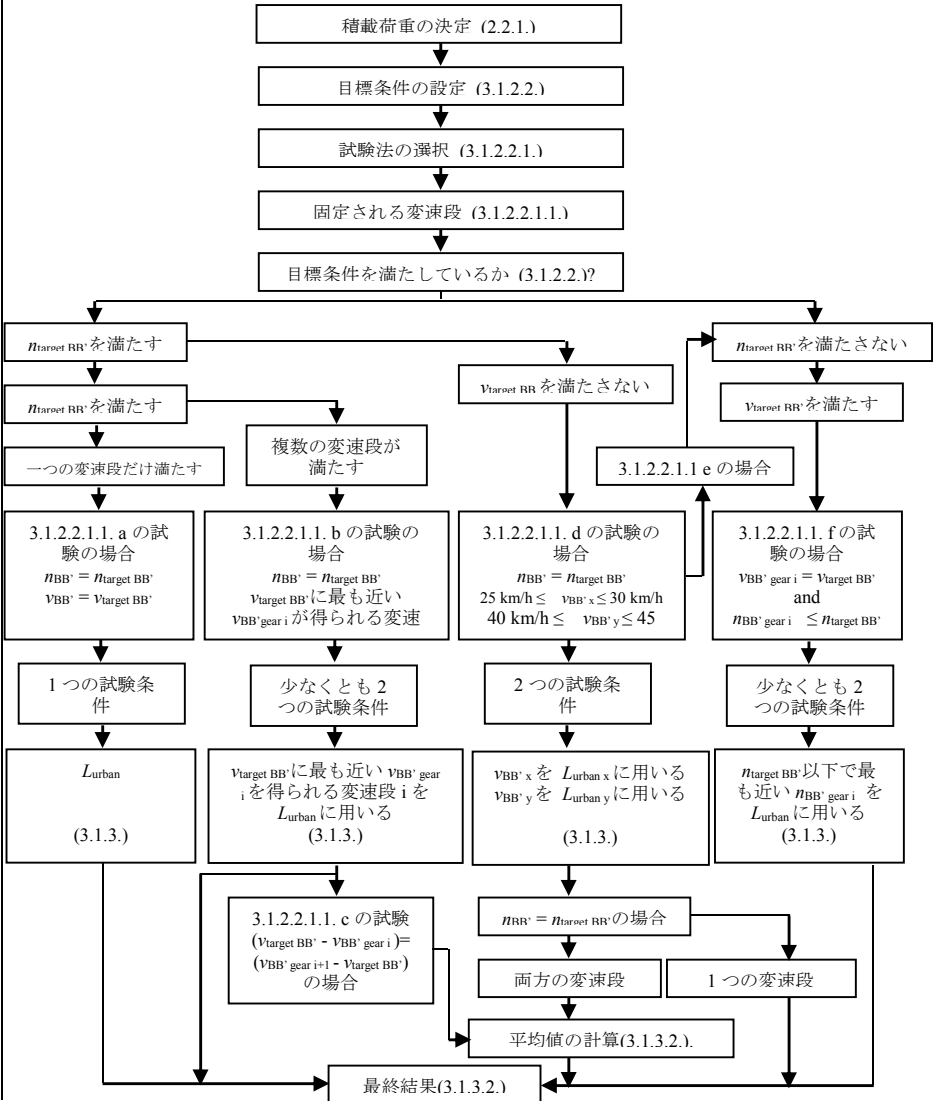 積載荷重の決定 (2.2.1.)
目標条件の設定 (3.1.2.2.)
試験法の選択 (3.1.2.2.1.)
固定される変速段 (3.1.2.2.1.1.)
目標条件を満たしているか (3.1.2.2.)?
ntarget BB'を満たす
ntarget BB'を満たさない
ntarget BB'を満たす
vtarget BB を満たさない
vtarget BB'を満たす
一つの変速段だけ満たす
複数の変速段が
満たす
3.1.2.2.1.1 e の場合
3.1.2.2.1.1. a の試
験の場合
nBB' = ntarget BB'
vBB' = vtarget BB'
3.1.2.2.1.1. b の試験の
場合
nBB' = ntarget BB'
vtarget BB'に最も近い
vBB'gear i が得られる変速
3.1.2.2.1.1. d の試験の
場合
nBB' = ntarget BB'
25 km/h ≤ vBB' x ≤ 30 km/h
40 km/h ≤ vBB' y ≤ 45
3.1.2.2.1.1. f の試
験の場合
vBB' gear i = vtarget BB'
and
nBB' gear i ≤ ntarget BB'
1 つの試験条
件
少なくとも 2
つの試験条件
2 つの試験条
件
少なくとも 2
つの試験条件
Lurban
(3.1.3.)
vtarget BB'に最も近い vBB' gear
i を得られる変速段 i を
Lurban に用いる
(3.1.3.)
vBB' x を Lurban x に用いる
vBB' y を Lurban y に用いる
(3.1.3.)
ntarget BB'以下で最
も近い nBB' gear i を
Lurban に用いる
(3.1.3.)
3.1.2.2.1.1. c の試験
(vtarget BB' - vBB' gear i )=
(vBB' gear i+1 - vtarget BB')
の場合
nBB' = ntarget BB'の場合
両方の変速段
1 つの変速段
平均値の計算(3.1.3.2.).
最終結果(3.1.3.2.)